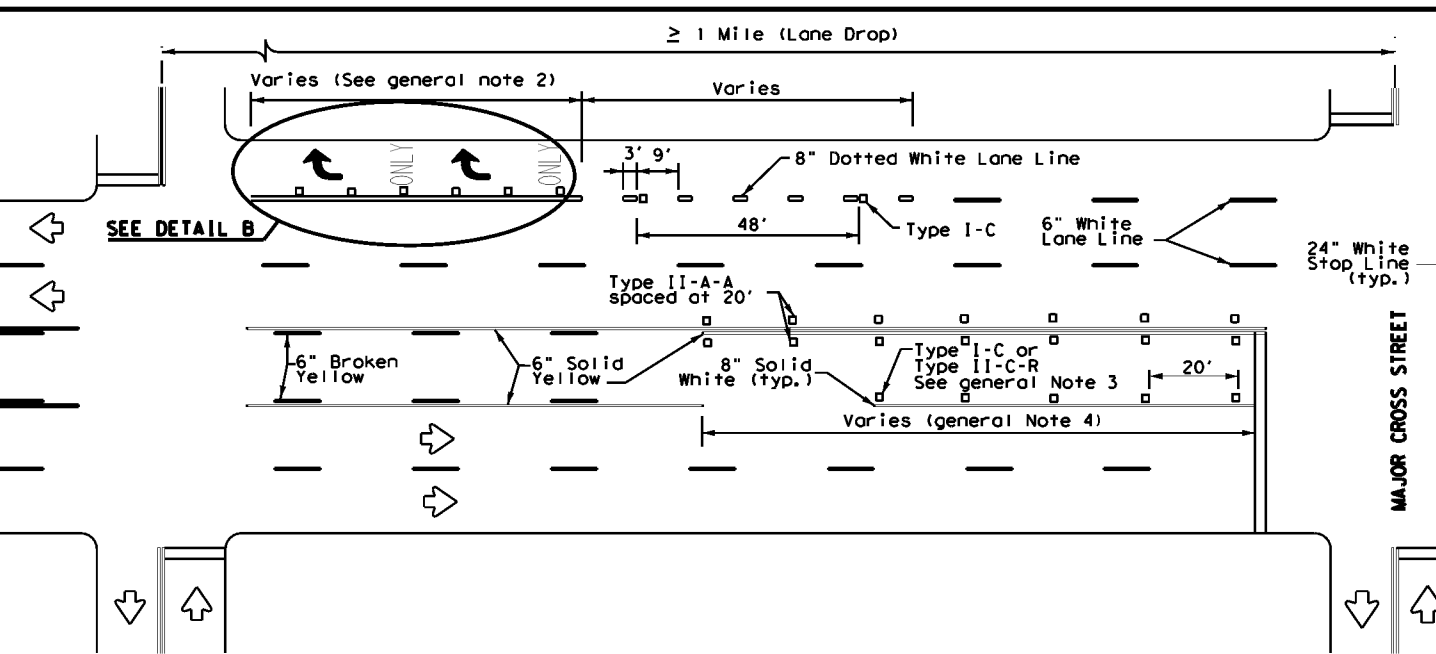 ≥ 1 Mile (Lane Drop)
Varies (See general note 2)
Varies
ONLY
ONLY
3' 9'
8" Dotted White Lane Line
SEE DETAIL B
48'
Type I-C
6" White
Lane Line
24" White
Stop Line
(typ.)
Type II-A-A
spaced at 20'
6" Broken
Yellow
6" Solid
Yellow
8" Solid
White (typ.)
Type I-C or
Type II-C-R
See general Note 3
20'
Varies (general Note 4)
MAJOR CROSS STREET